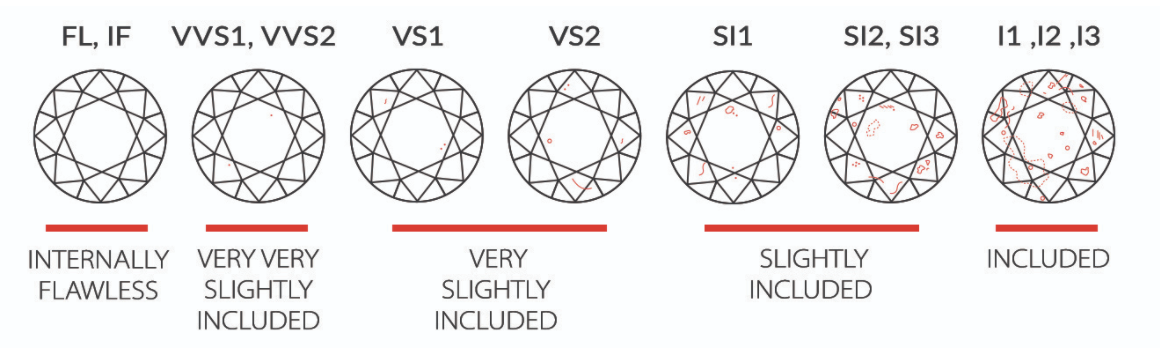 FL, IF VVS1, VVS2 VS1 VS2 SI1 SI2, SI3 I1 ,I2 ,I3
INTERNALLY
FLAWLESS
VERY VERY
SLIGHTLY
INCLUDED
VERY
SLIGHTLY
INCLUDED
SLIGHTLY
INCLUDED
INCLUDED